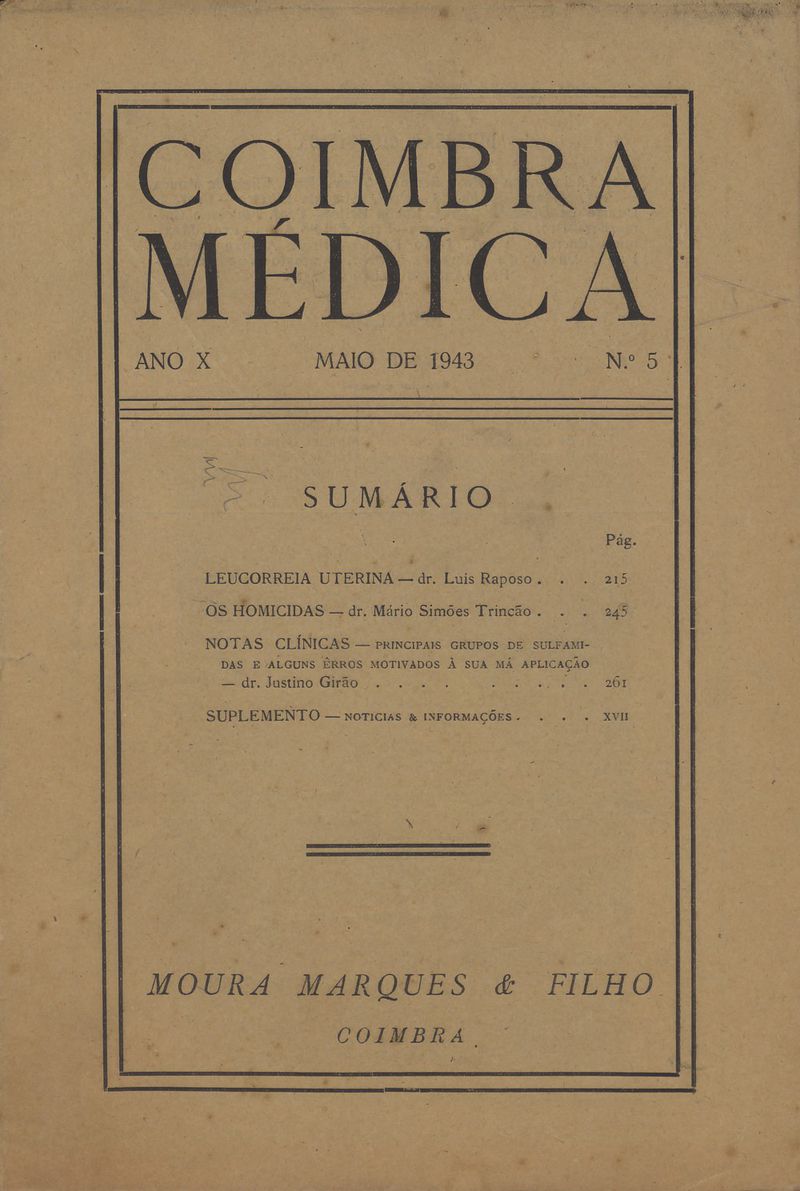 COIMBRA
MÉDICA
ANO X MAIO DE 1943 N.º 5
SUMÁRIO
Pág.
LEUCORREIA UTERINA — dr. Luis Raposo . . . 215
OS HOMICIDAS — dr. Mário Simões Trincão . . . 245
NOTAS CLÍNICAS — PRINCIPAIS GRUPOS DE SULFAMI-
DAS E ALGUNS ÊRROS MOTIVADOS À SUA MÁ APLICAÇÃO
— dr. Justino Girão . . . . . . . . . 261
SUPLEMENTO — NOTICIAS & INFORMAÇÕES . . . . XVII
MOURA MARQUES & FILHO
COIMBRA